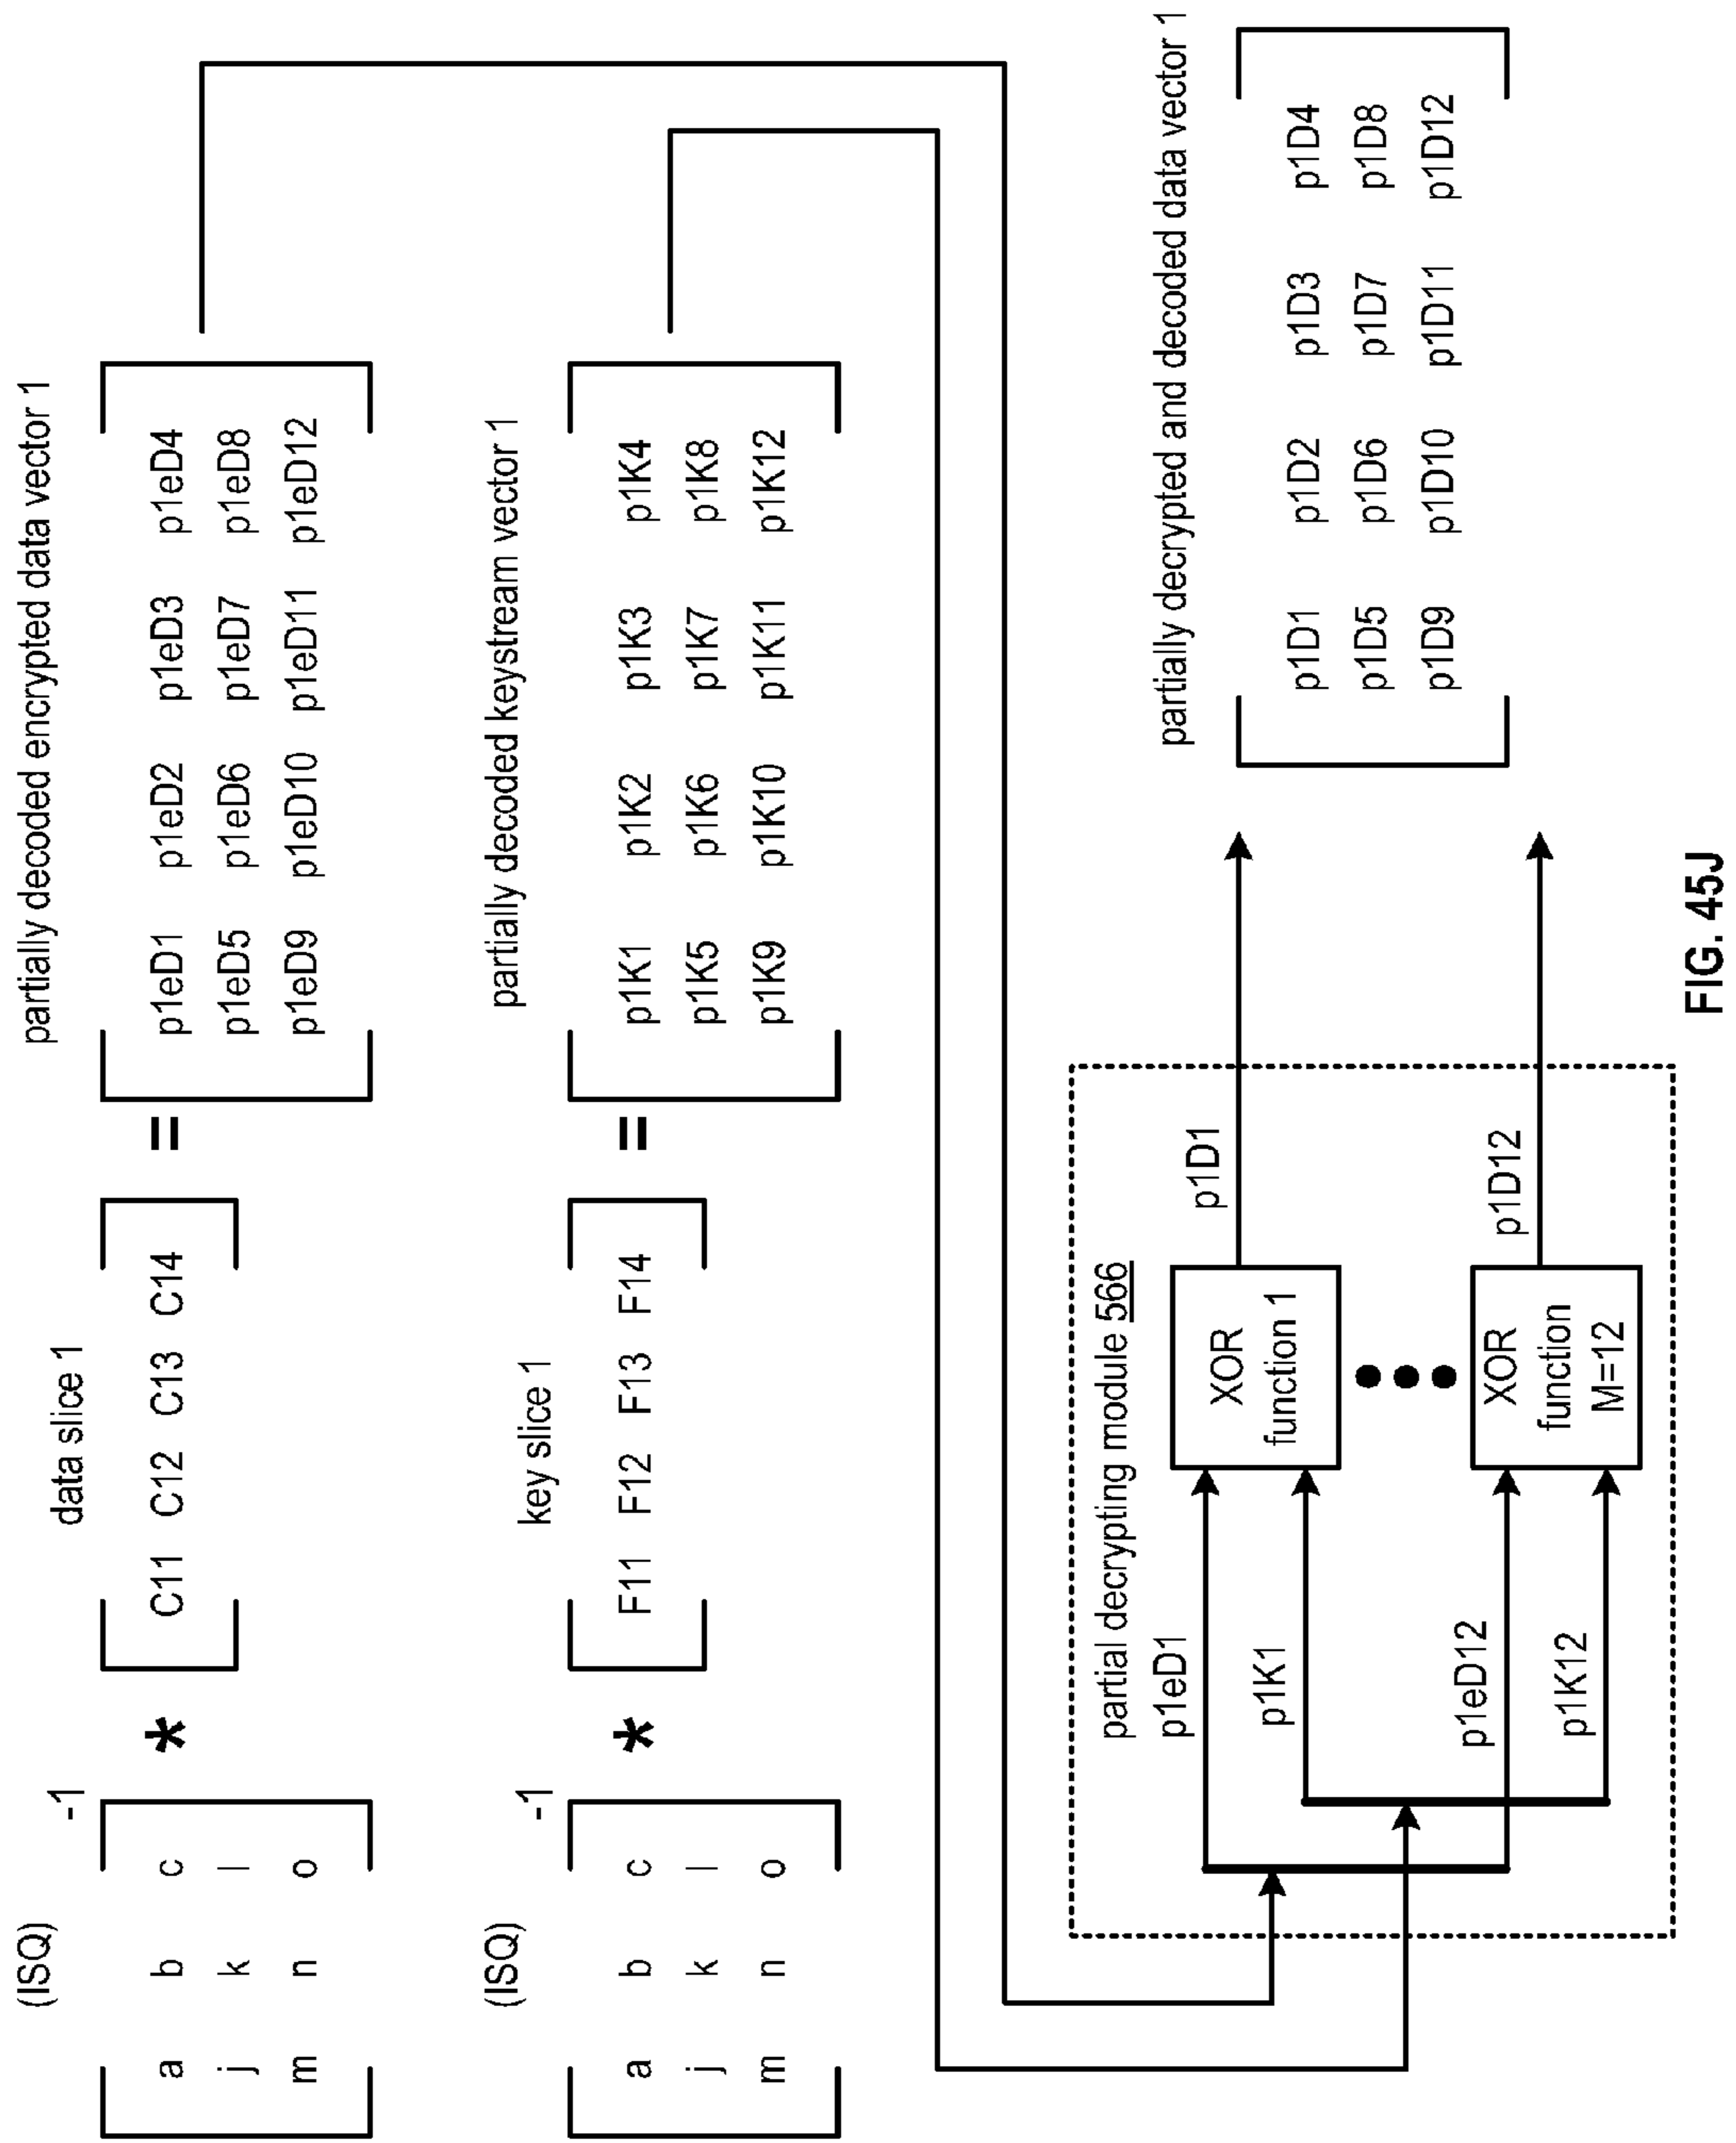 (ISQ)
-1
a b c
j k l
m n o
*
data slice 1
C11 C12 C13 C14
=
partially decoded encrypted data vector 1
p1eD1 p1eD2 p1eD3 p1eD4
p1eD5 p1eD6 p1eD7 p1eD8
p1eD9 p1eD10 p1eD11 p1eD12
(ISQ)
-1
a b c
j k l
m n o
*
key slice 1
F11 F12 F13 F14
=
partially decoded keystream vector 1
p1K1 p1K2 p1K3 p1K4
p1K5 p1K6 p1K7 p1K8
p1K9 p1K10 p1K11 p1K12
partial decrypting module 566
p1eD1
p1K1
XOR
function 1
p1D1
p1eD12
p1K12
XOR
function
M=12
p1D12
partially decrypted and decoded data vector 1
p1D1 p1D2 p1D3 p1D4
p1D5 p1D6 p1D7 p1D8
p1D9 p1D10 p1D11 p1D12
FIG. 45J